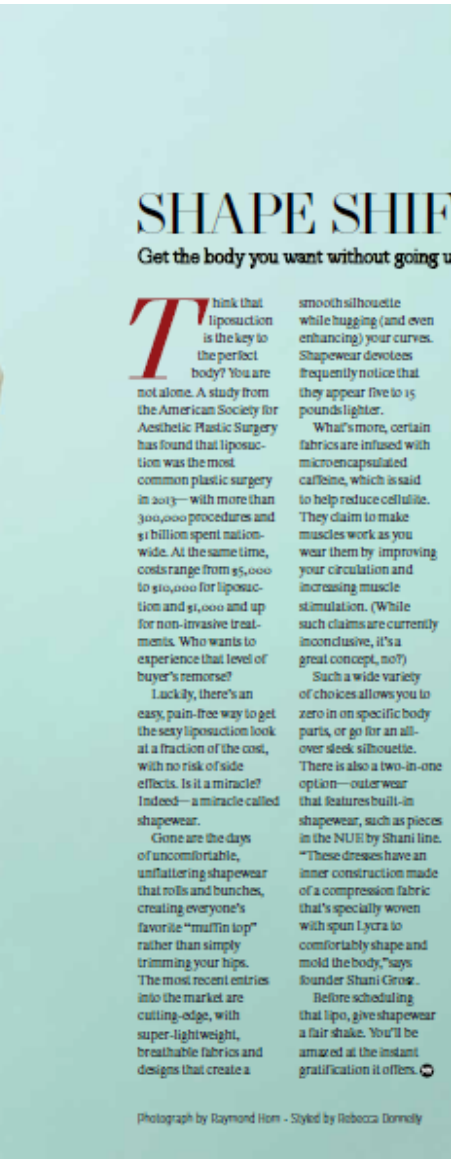 SHAPE SHIF
Get the body you want without going u
Think that
liposuction
is the key to
the perfect
body? You are
not alone. A study from
the American Society for
Aesthetic Plastic Surgery
has found that liposuc-
tion was the most
common plastic surgery
in 2013—with more than
300,000 procedures and
$1 billion spent nation-
wide. At the same time,
costs range from $5,000
to $10,000 for liposuc-
tion and $1,000 and up
for non-invasive treat-
ments. Who wants to
experience that level of
buyer's remorse?
Luckily, there's an
easy, pain-free way to get
the sexy liposuction look
at a fraction of the cost,
with no risk of side
effects. Is it a miracle?
Indeed—a miracle called
shapewear.
Gone are the days
of uncomfortable,
unflattering shapewear
that rolls and bunches,
creating everyone's
favorite "muffin top"
rather than simply
trimming your hips.
The most recent entries
into the market are
cutting-edge, with
super-lightweight,
breathable fabrics and
designs that create a
smooth silhouette
while hugging (and even
enhancing) your curves.
Shapewear devotees
frequently notice that
they appear five to 15
pounds lighter.
What's more, certain
fabrics are infused with
microencapsulated
caffeine, which is said
to help reduce cellulite.
They claim to make
muscles work as you
wear them by improving
your circulation and
increasing muscle
stimulation. (While
such claims are currently
inconclusive, it's a
great concept, no?)
Such a wide variety
of choices allows you to
zero in on specific body
parts, or go for an all-
over sleek silhouette.
There is also a two-in-one
option—outerwear
that features built-in
shapewear, such as pieces
in the NUE by Shani line.
"These dresses have an
inner construction made
of a compression fabric
that's specially woven
with spun Lycra to
comfortably shape and
mold the body," says
founder Shani Grosz.
Before scheduling
that lipo, give shapewear
a fair shake. You'll be
amazed at the instant
gratification it offers.
Photograph by Raymond Hom - Styled by Rebecca Donnelly